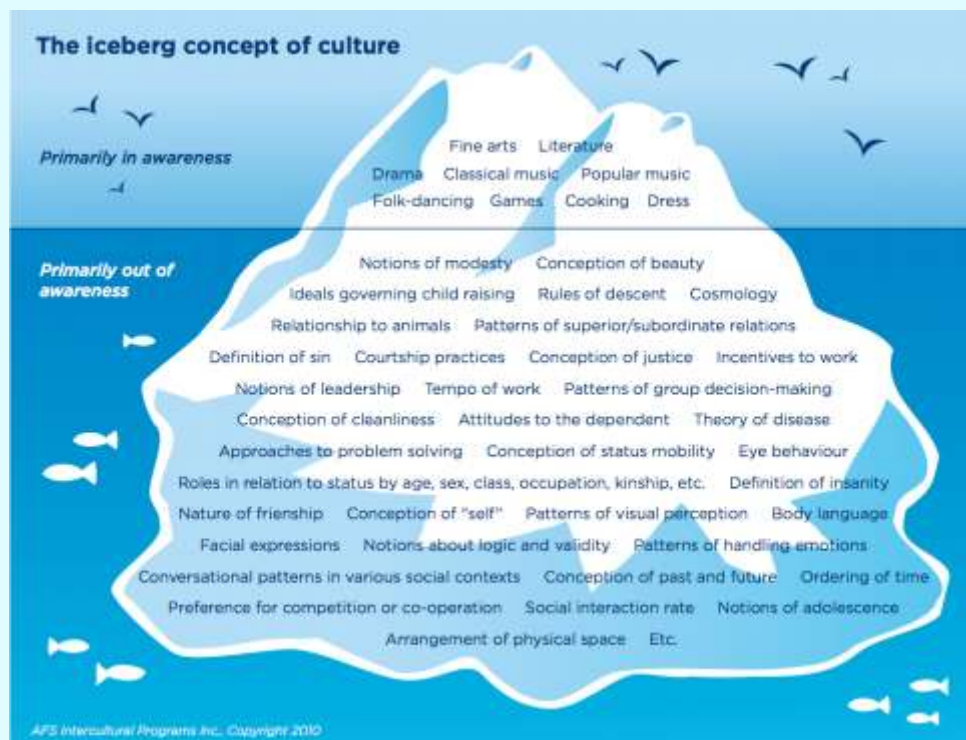 The iceberg concept of culture
Primarily in awareness
Fine arts Literature
Drama Classical music Popular music
Folk-dancing Games Cooking Dress
Primarily out of
awareness
Notions of modesty Conception of beauty
Ideals governing child raising Rules of descent Cosmology
Relationship to animals Patterns of superior/subordinate relations
Definition of sin Courtship practices Conception of justice Incentives to work
Notions of leadership Tempo of work Patterns of group decision-making
Conception of cleanliness Attitudes to the dependent Theory of disease
Approaches to problem solving Conception of status mobility Eye behaviour
Roles in relation to status by age, sex, class, occupation, kinship, etc. Definition of insanity
Nature of frienship Conception of "self" Patterns of visual perception Body language
Facial expressions Notions about logic and validity Patterns of handling emotions
Conversational patterns in various social contexts Conception of past and future Ordering of time
Preference for competition or co-operation Social interaction rate Notions of adolescence
Arrangement of physical space Etc.
AFS Intercultural Programs Inc. Copyright 2010